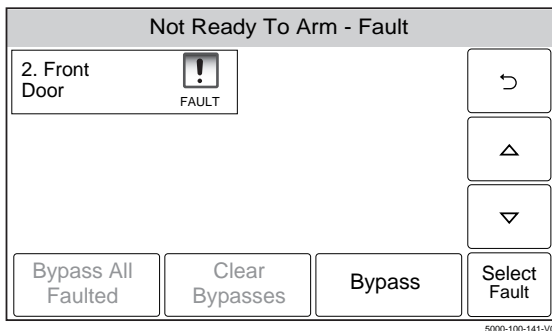 Not Ready To Arm - Fault
2. Front
Door
FAULT
Bypass All
Faulted
Clear
Bypasses
Bypass
Select
Fault
5000-100-141-V0